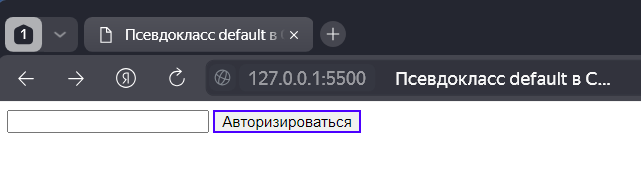 1 Псевдокласс default в С
Я 127.0.0.1:5500 Псевдокласс default в С...
Авторизироваться